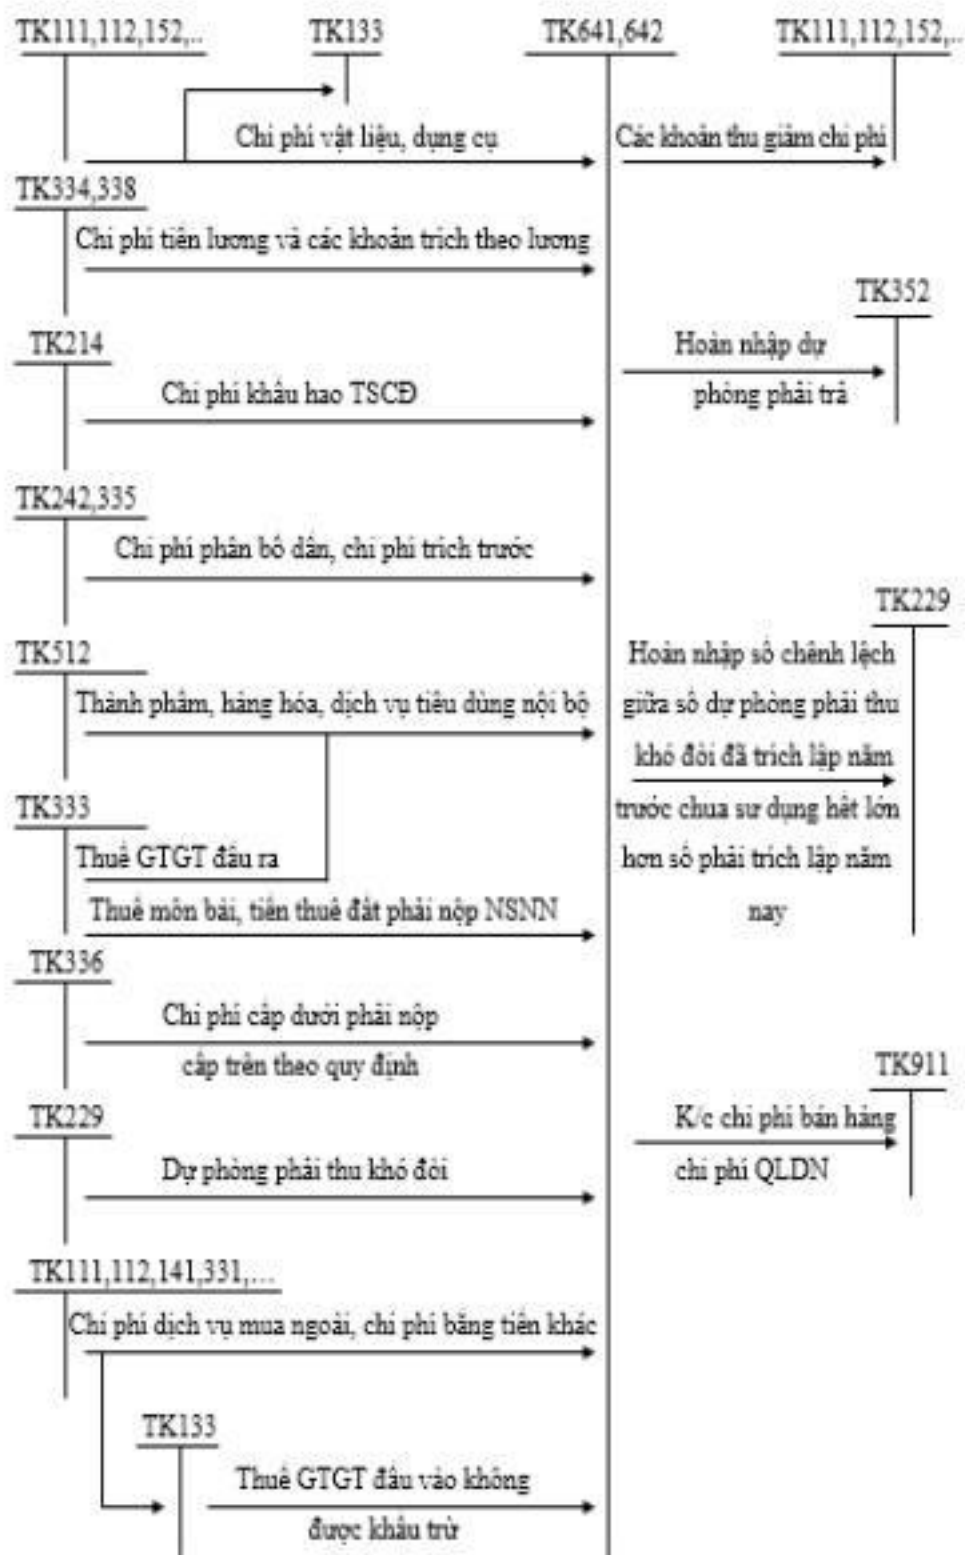 TK111,112,152,..
TK133
TK641,642
TK111,112,152,..
Chi phí vật liệu, dụng cụ
Các khoản thu giảm chi phí
TK334,338
Chi phí tiền lương và các khoản trích theo lương
TK352
TK214
Hoàn nhập dự
phòng phải trả
Chi phí khấu hao TSCĐ
TK242,335
Chi phí phân bổ dần, chi phí trích trước
TK229
TK512
Hoàn nhập số chênh lệch
Thành phẩm, hàng hóa, dịch vụ tiêu dùng nội bộ
giữa số dự phòng phải thu
khó đòi đã trích lập năm
TK333
trước chưa sử dụng hết lớn
Thuế GTGT đầu ra
hơn số phải trích lập năm
Thuế môn bài, tiền thuê đất phải nộp NSNN
nay
TK336
Chi phí cấp dưới phải nộp
cấp trên theo quy định
TK911
TK229
K/c chi phí bán hàng
chi phí QLDN
Dự phòng phải thu khó đòi
TK111,112,141,331,...
Chi phí dịch vụ mua ngoài, chi phí bằng tiền khác
TK133
Thuế GTGT đầu vào không
được khấu trừ